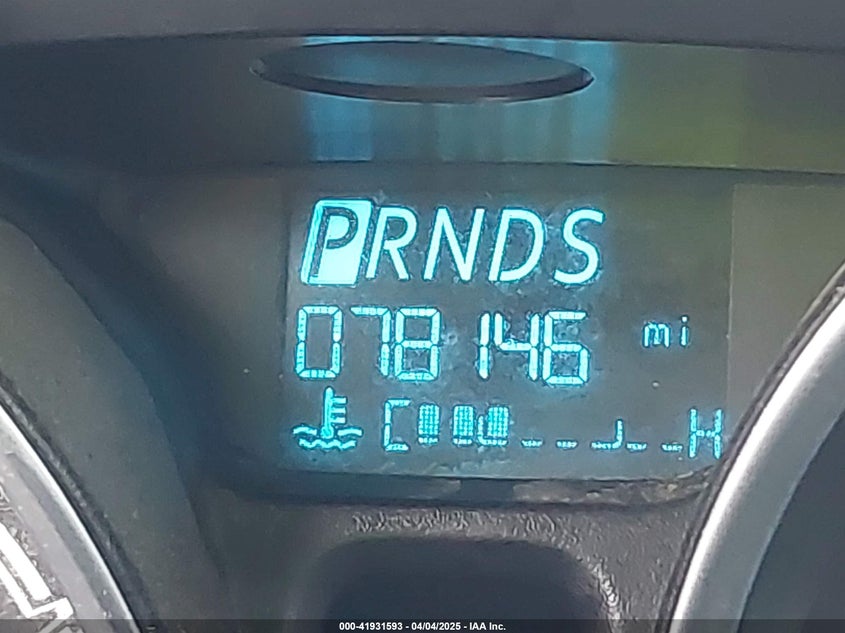 PRNDS
078146 mi
C H
000-41931593 - 04/04/2025 - IAA Inc.